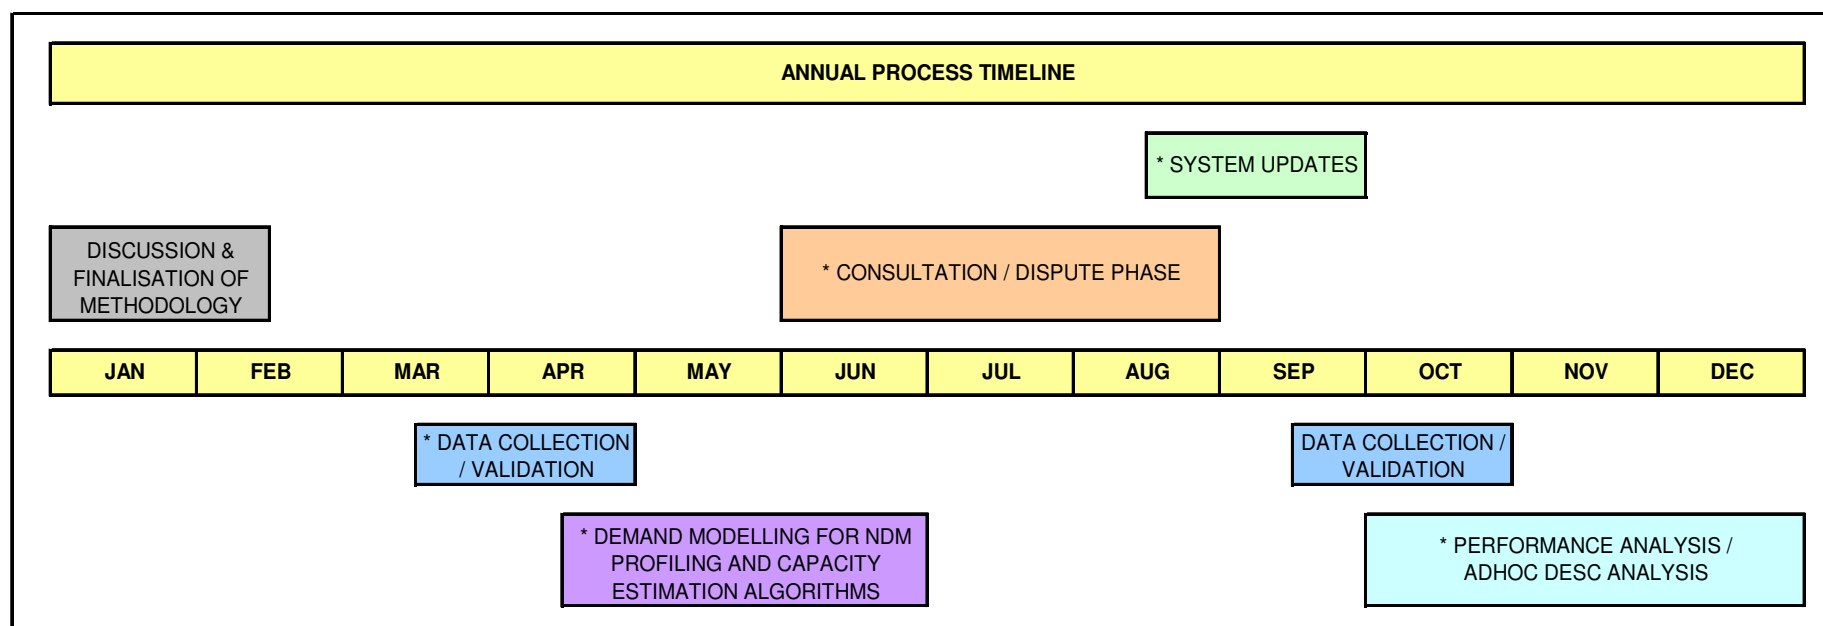 ANNUAL PROCESS TIMELINE
* SYSTEM UPDATES
DISCUSSION &
FINALISATION OF
METHODOLOGY
* CONSULTATION / DISPUTE PHASE
JAN FEB MAR APR MAY JUN JUL AUG SEP OCT NOV DEC
* DATA COLLECTION
/ VALIDATION
DATA COLLECTION /
VALIDATION
* DEMAND MODELLING FOR NDM
PROFILING AND CAPACITY
ESTIMATION ALGORITHMS
* PERFORMANCE ANALYSIS /
ADHOC DESC ANALYSIS